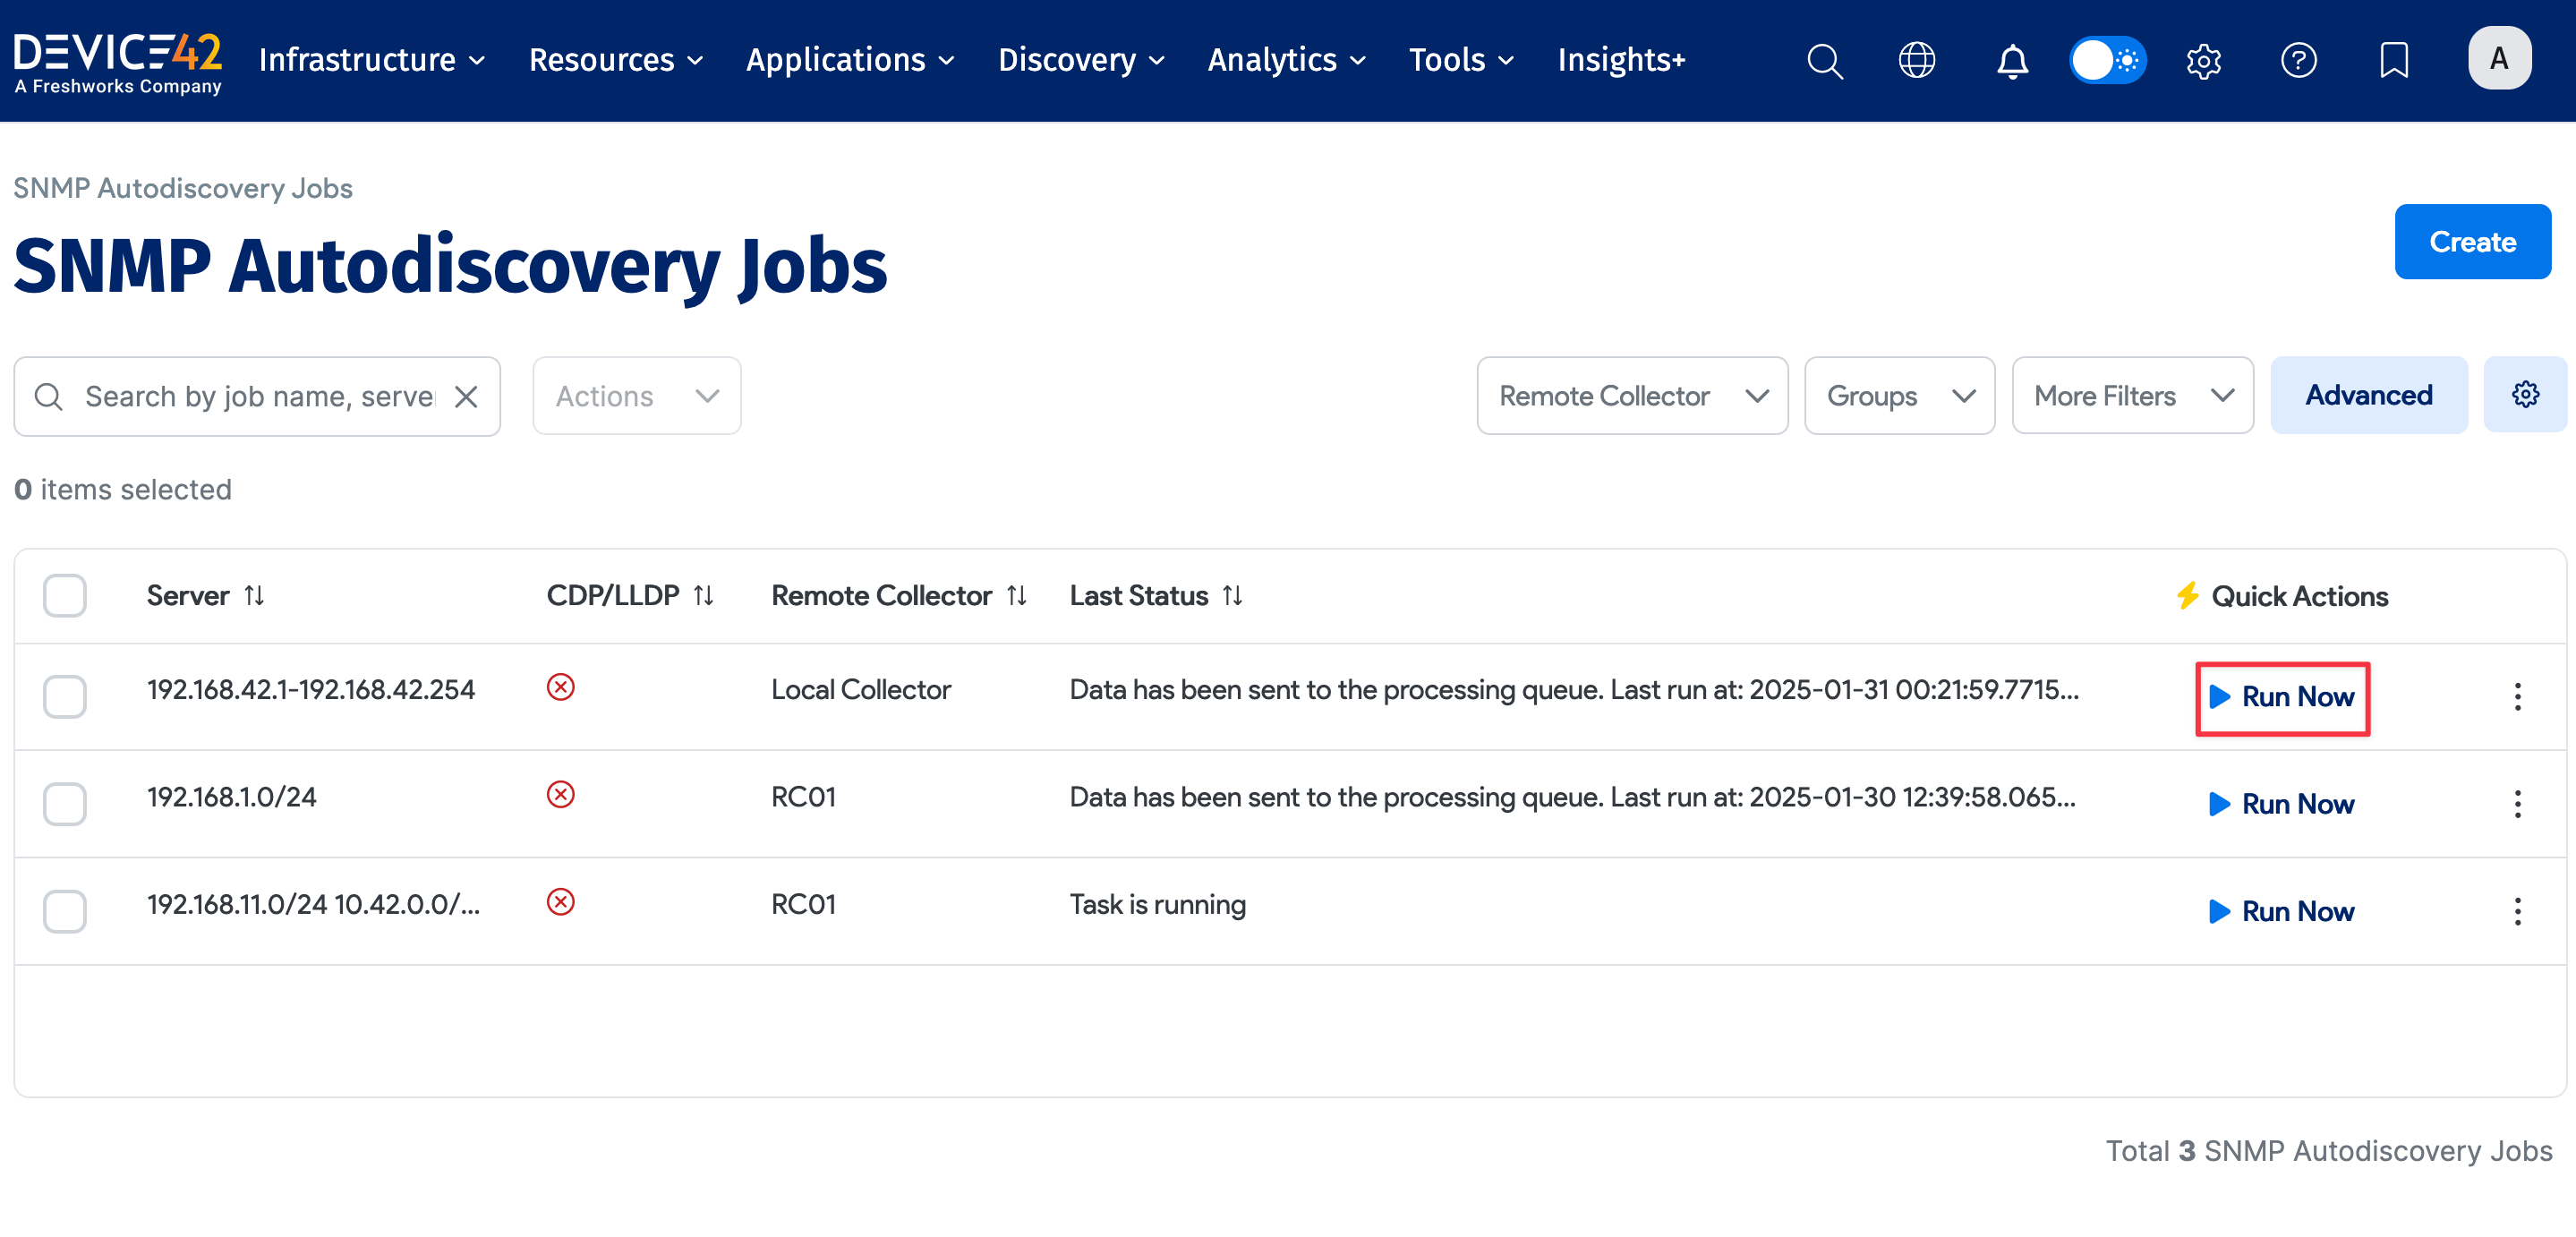 DEVICE42
A Freshworks Company
Infrastructure Resources Applications Discovery Analytics Tools Insights+
A
SNMP Autodiscovery Jobs
SNMP Autodiscovery Jobs
Create
Search by job name, serve
Actions
Remote Collector
Groups
More Filters
Advanced
0 items selected
Server CDP/LLDP Remote Collector Last Status Quick Actions
192.168.42.1-192.168.42.254 Local Collector Data has been sent to the processing queue. Last run at: 2025-01-31 00:21:59.7715... Run Now
192.168.1.0/24 RC01 Data has been sent to the processing queue. Last run at: 2025-01-30 12:39:58.065... Run Now
192.168.11.0/24 10.42.0.0/... RC01 Task is running Run Now
Total 3 SNMP Autodiscovery Jobs